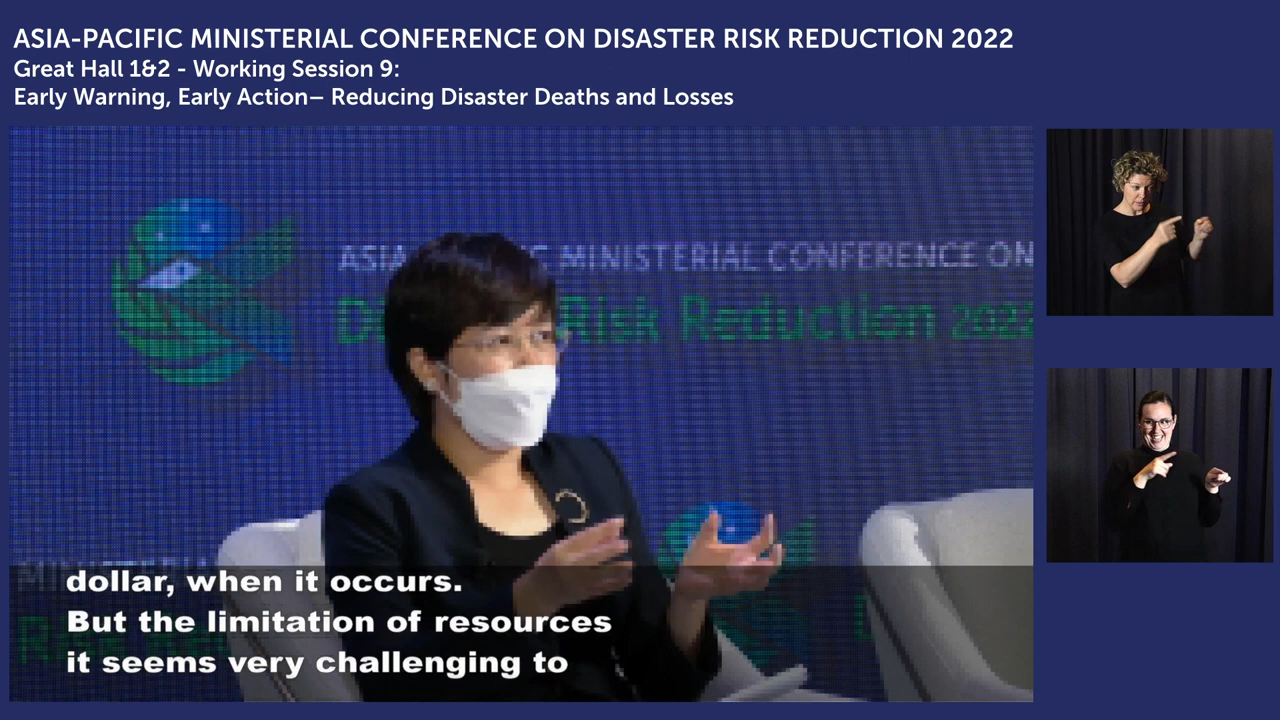 ASIA-PACIFIC MINISTERIAL CONFERENCE ON DISASTER RISK REDUCTION 2022
Great Hall 1&2 - Working Session 9:
Early Warning, Early Action– Reducing Disaster Deaths and Losses
ASIA MINISTERIAL CONFERENCE ON
Risk Reduction 2022
dollar, when it occurs.
But the limitation of resources
it seems very challenging to